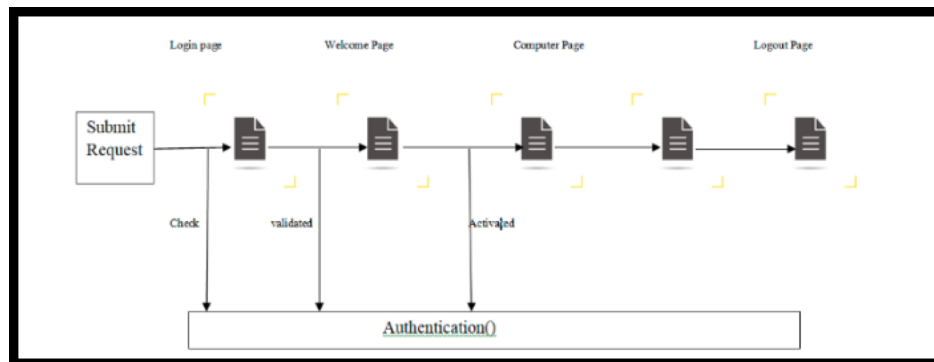 Login page
Welcome Page
Computer Page
Logout Page
Submit
Request
Check
validated
Activated
Authentication()